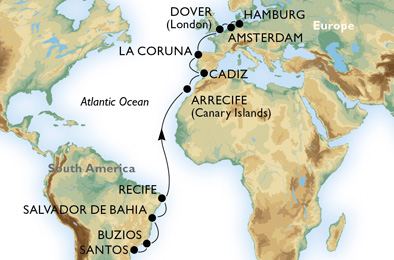 DOVER
(London)
HAMBURG
Europe
AMSTERDAM
LA CORUNA
CADIZ
Atlantic Ocean
ARRECIFE
(Canary Islands)
South America
RECIFE
SALVADOR DE BAHIA
BUZIOS
SANTOS